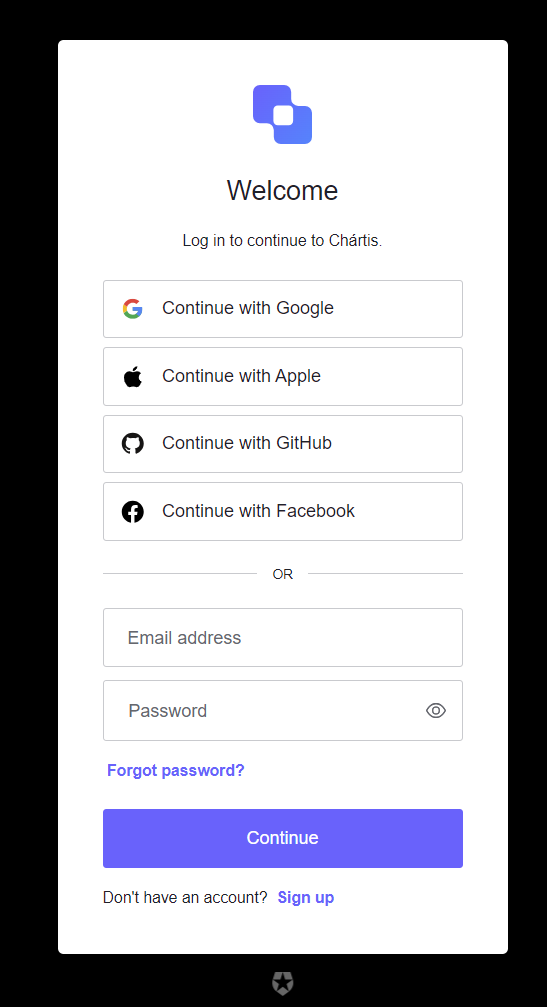 Welcome
Log in to continue to Chártis.
Continue with Google
Continue with Apple
Continue with GitHub
Continue with Facebook
OR
Email address
Password
Forgot password?
Continue
Don't have an account? Sign up